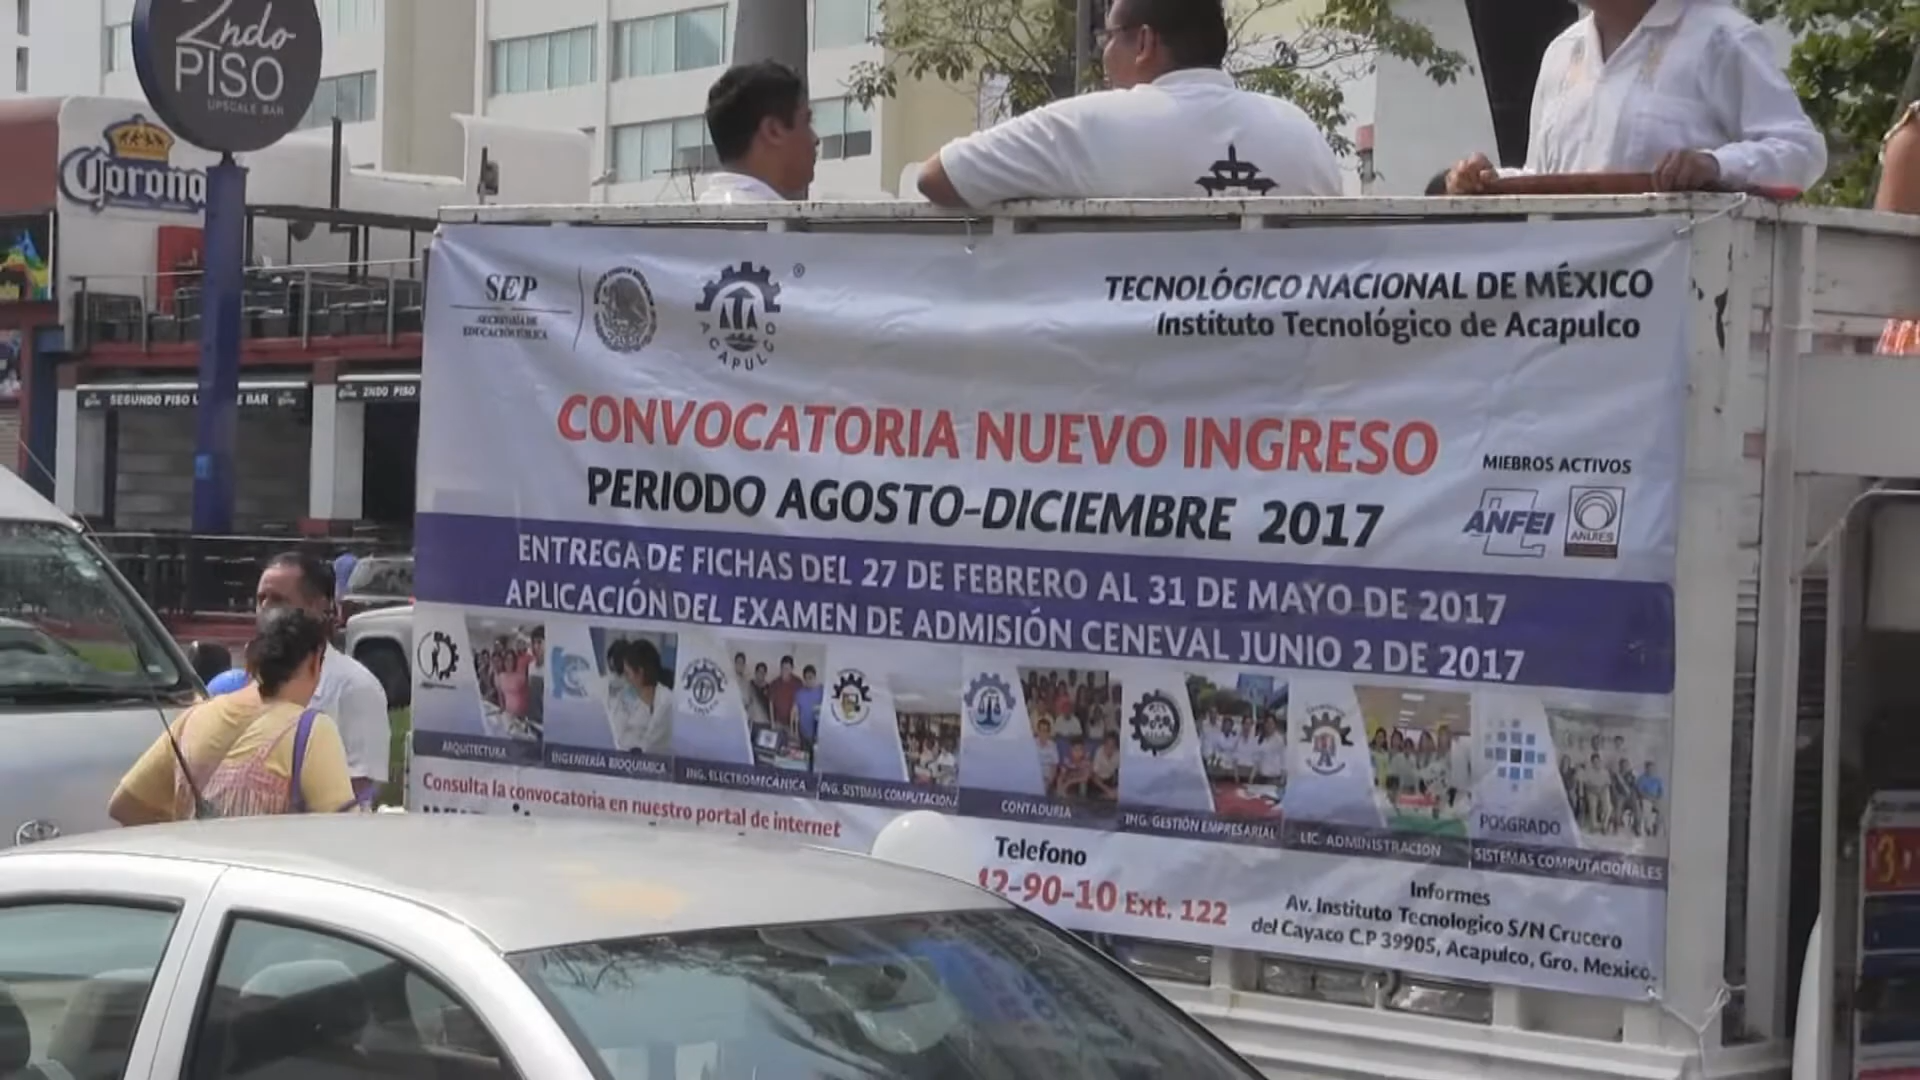 2ndo
PISO
UPSCALE BAR
Corona
SEGUNDO PISO
BAR
2NDO PISO
SEP
SECRETARÍA DE
EDUCACIÓN PÚBLICA
®
ACAPULCO
TECNOLÓGICO NACIONAL DE MÉXICO
Instituto Tecnológico de Acapulco
CONVOCATORIA NUEVO INGRESO
PERIODO AGOSTO-DICIEMBRE 2017
MIEBROS ACTIVOS
ANFEI
ANUIES
ENTREGA DE FICHAS DEL 27 DE FEBRERO AL 31 DE MAYO DE 2017
APLICACIÓN DEL EXAMEN DE ADMISIÓN CENEVAL JUNIO 2 DE 2017
ARQUITECTURA
INGENIERÍA BIOQUÍMICA
ING. ELECTROMECÁNICA
ING. SISTEMAS COMPUTACION
CONTADURIA
ING. GESTIÓN EMPRESARIAL
LIC. ADMINISTRACION
POSGRADO
SISTEMAS COMPUTACIONALES
Consulta la convocatoria en nuestro portal de internet
Telefono
42-90-10 Ext. 122
Informes
Av. Instituto Tecnologico S/N Crucero
del Cayaco C.P 39905, Acapulco, Gro. Mexico.